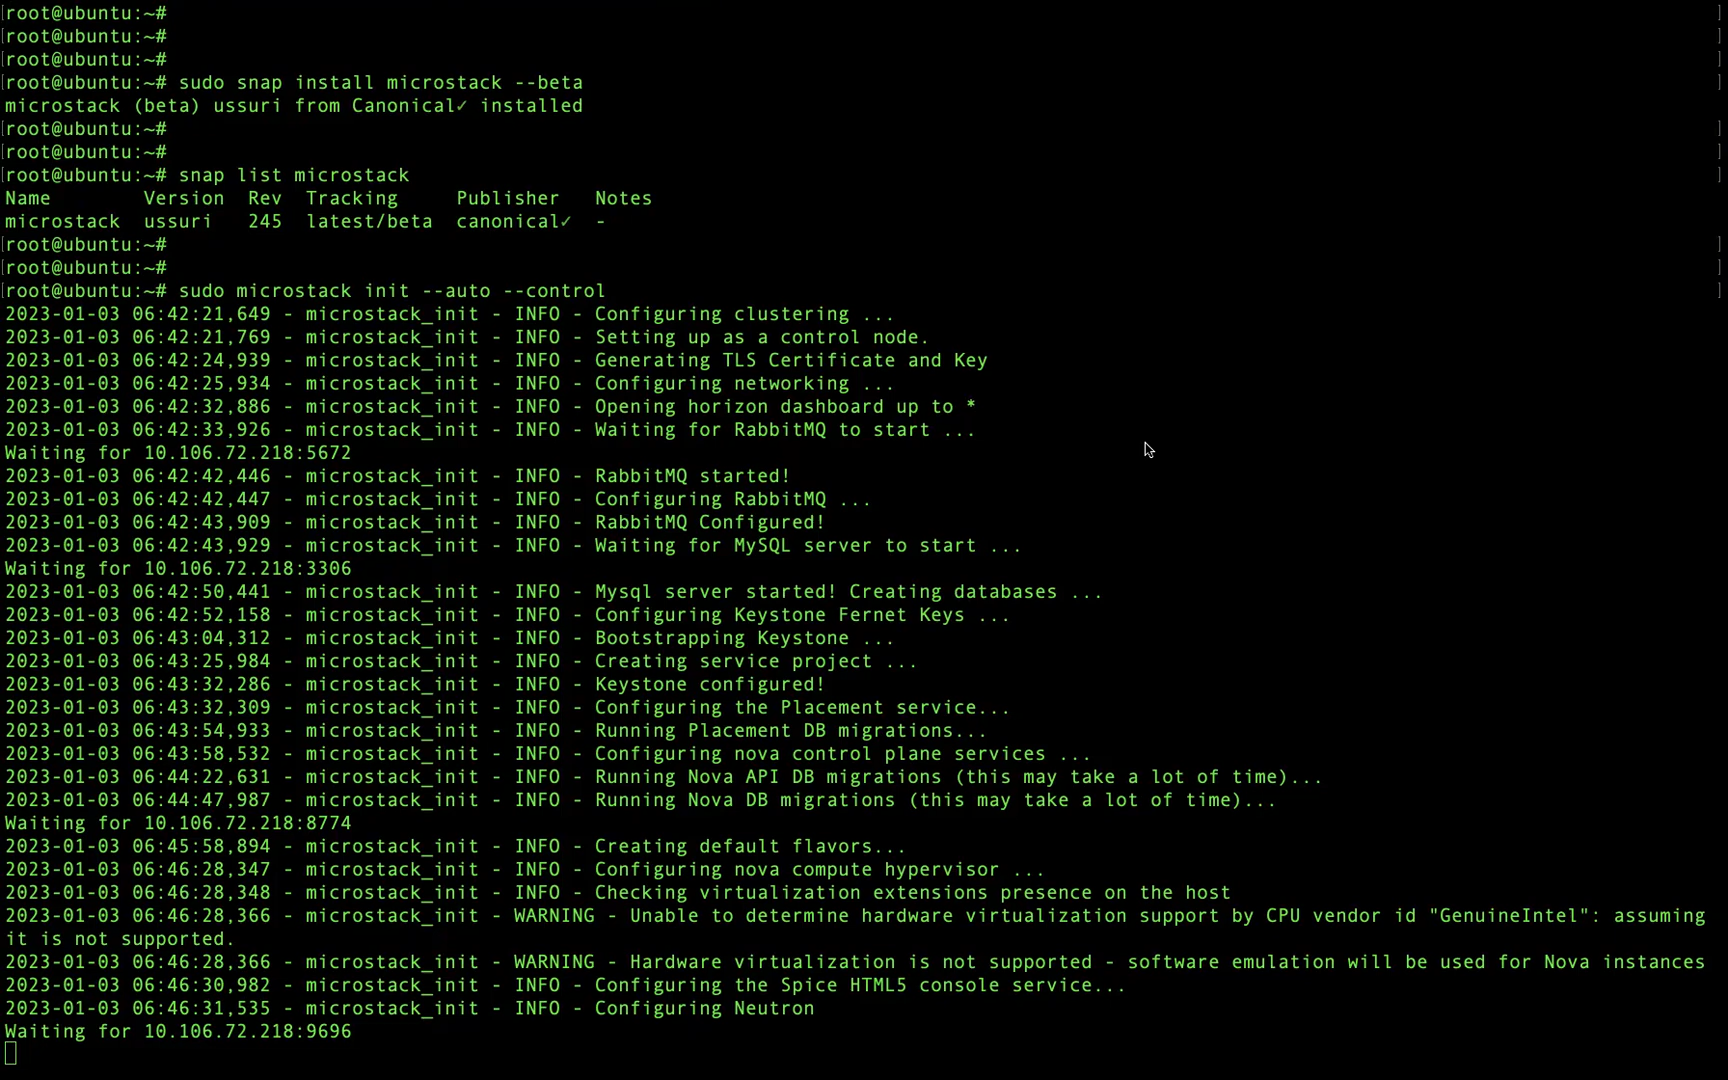 [root@ubuntu:~# ]
[root@ubuntu:~# ]
[root@ubuntu:~# ]
[root@ubuntu:~# sudo snap install microstack --beta ]
microstack (beta) ussuri from Canonical✓ installed
[root@ubuntu:~# ]
[root@ubuntu:~# ]
[root@ubuntu:~# snap list microstack ]
Name        Version  Rev  Tracking     Publisher   Notes
microstack  ussuri   245  latest/beta  canonical✓  -
[root@ubuntu:~# ]
[root@ubuntu:~# ]
[root@ubuntu:~# sudo microstack init --auto --control ]
2023-01-03 06:42:21,649 - microstack_init - INFO - Configuring clustering ...
2023-01-03 06:42:21,769 - microstack_init - INFO - Setting up as a control node.
2023-01-03 06:42:24,939 - microstack_init - INFO - Generating TLS Certificate and Key
2023-01-03 06:42:25,934 - microstack_init - INFO - Configuring networking ...
2023-01-03 06:42:32,886 - microstack_init - INFO - Opening horizon dashboard up to *
2023-01-03 06:42:33,926 - microstack_init - INFO - Waiting for RabbitMQ to start ...
Waiting for 10.106.72.218:5672
2023-01-03 06:42:42,446 - microstack_init - INFO - RabbitMQ started!
2023-01-03 06:42:42,447 - microstack_init - INFO - Configuring RabbitMQ ...
2023-01-03 06:42:43,909 - microstack_init - INFO - RabbitMQ Configured!
2023-01-03 06:42:43,929 - microstack_init - INFO - Waiting for MySQL server to start ...
Waiting for 10.106.72.218:3306
2023-01-03 06:42:50,441 - microstack_init - INFO - Mysql server started! Creating databases ...
2023-01-03 06:42:52,158 - microstack_init - INFO - Configuring Keystone Fernet Keys ...
2023-01-03 06:43:04,312 - microstack_init - INFO - Bootstrapping Keystone ...
2023-01-03 06:43:25,984 - microstack_init - INFO - Creating service project ...
2023-01-03 06:43:32,286 - microstack_init - INFO - Keystone configured!
2023-01-03 06:43:32,309 - microstack_init - INFO - Configuring the Placement service...
2023-01-03 06:43:54,933 - microstack_init - INFO - Running Placement DB migrations...
2023-01-03 06:43:58,532 - microstack_init - INFO - Configuring nova control plane services ...
2023-01-03 06:44:22,631 - microstack_init - INFO - Running Nova API DB migrations (this may take a lot of time)...
2023-01-03 06:44:47,987 - microstack_init - INFO - Running Nova DB migrations (this may take a lot of time)...
Waiting for 10.106.72.218:8774
2023-01-03 06:45:58,894 - microstack_init - INFO - Creating default flavors...
2023-01-03 06:46:28,347 - microstack_init - INFO - Configuring nova compute hypervisor ...
2023-01-03 06:46:28,348 - microstack_init - INFO - Checking virtualization extensions presence on the host
2023-01-03 06:46:28,366 - microstack_init - WARNING - Unable to determine hardware virtualization support by CPU vendor id "GenuineIntel": assuming
it is not supported.
2023-01-03 06:46:28,366 - microstack_init - WARNING - Hardware virtualization is not supported - software emulation will be used for Nova instances
2023-01-03 06:46:30,982 - microstack_init - INFO - Configuring the Spice HTML5 console service...
2023-01-03 06:46:31,535 - microstack_init - INFO - Configuring Neutron
Waiting for 10.106.72.218:9696